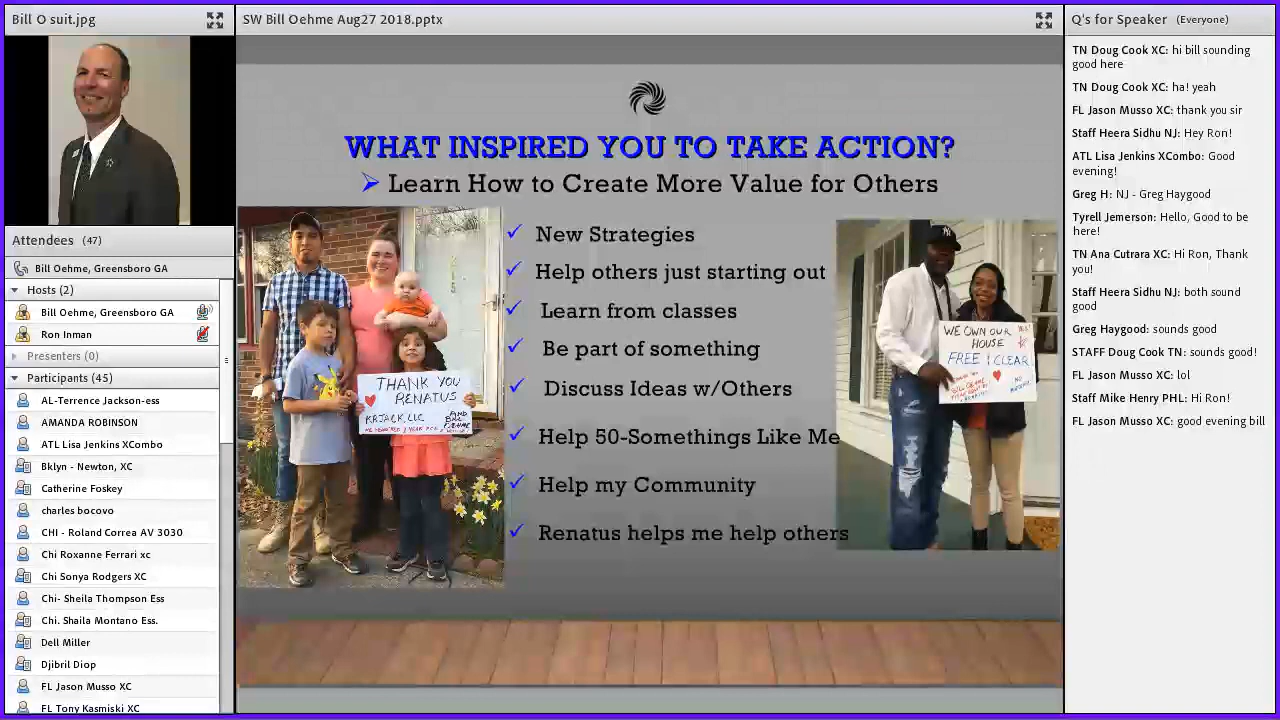 Bill O suit.jpg
SW Bill Oehme Aug27 2018.pptx
Q's for Speaker (Everyone)
Attendees (47)
Bill Oehme, Greensboro GA
Hosts (2)
Bill Oehme, Greensboro GA
Ron Inman
Presenters (0)
Participants (45)
AL-Terrence Jackson-ess
AMANDA ROBINSON
ATL Lisa Jenkins XCombo
Bklyn - Newton, XC
Catherine Foskey
charles bocovo
CHI - Roland Correa AV 3030
Chi Roxanne Ferrari xc
Chi Sonya Rodgers XC
Chi- Sheila Thompson Ess
Chi. Shaila Montano Ess.
Dell Miller
Djibril Diop
FL Jason Musso XC
FL Tony Kasmiski XC
WHAT INSPIRED YOU TO TAKE ACTION?
Learn How to Create More Value for Others
New Strategies
Help others just starting out
Learn from classes
Be part of something
Discuss Ideas w/Others
Help 50-Somethings Like Me
Help my Community
Renatus helps me help others
THANK YOU
RENATUS
KRJACK, LLC
AND
WE OWN OUR
HOUSE
FREE & CLEAR
NY
TN Doug Cook XC: hi bill sounding
good here
TN Doug Cook XC: ha! yeah
FL Jason Musso XC: thank you sir
Staff Heera Sidhu NJ: Hey Ron!
ATL Lisa Jenkins XCombo: Good
evening!
Greg H: NJ - Greg Haygood
Tyrell Jemerson: Hello, Good to be
here!
TN Ana Cutrara XC: Hi Ron, Thank
you!
Staff Heera Sidhu NJ: both sound
good
Greg Haygood: sounds good
STAFF Doug Cook TN: sounds good!
FL Jason Musso XC: lol
Staff Mike Henry PHL: Hi Ron!
FL Jason Musso XC: good evening bill